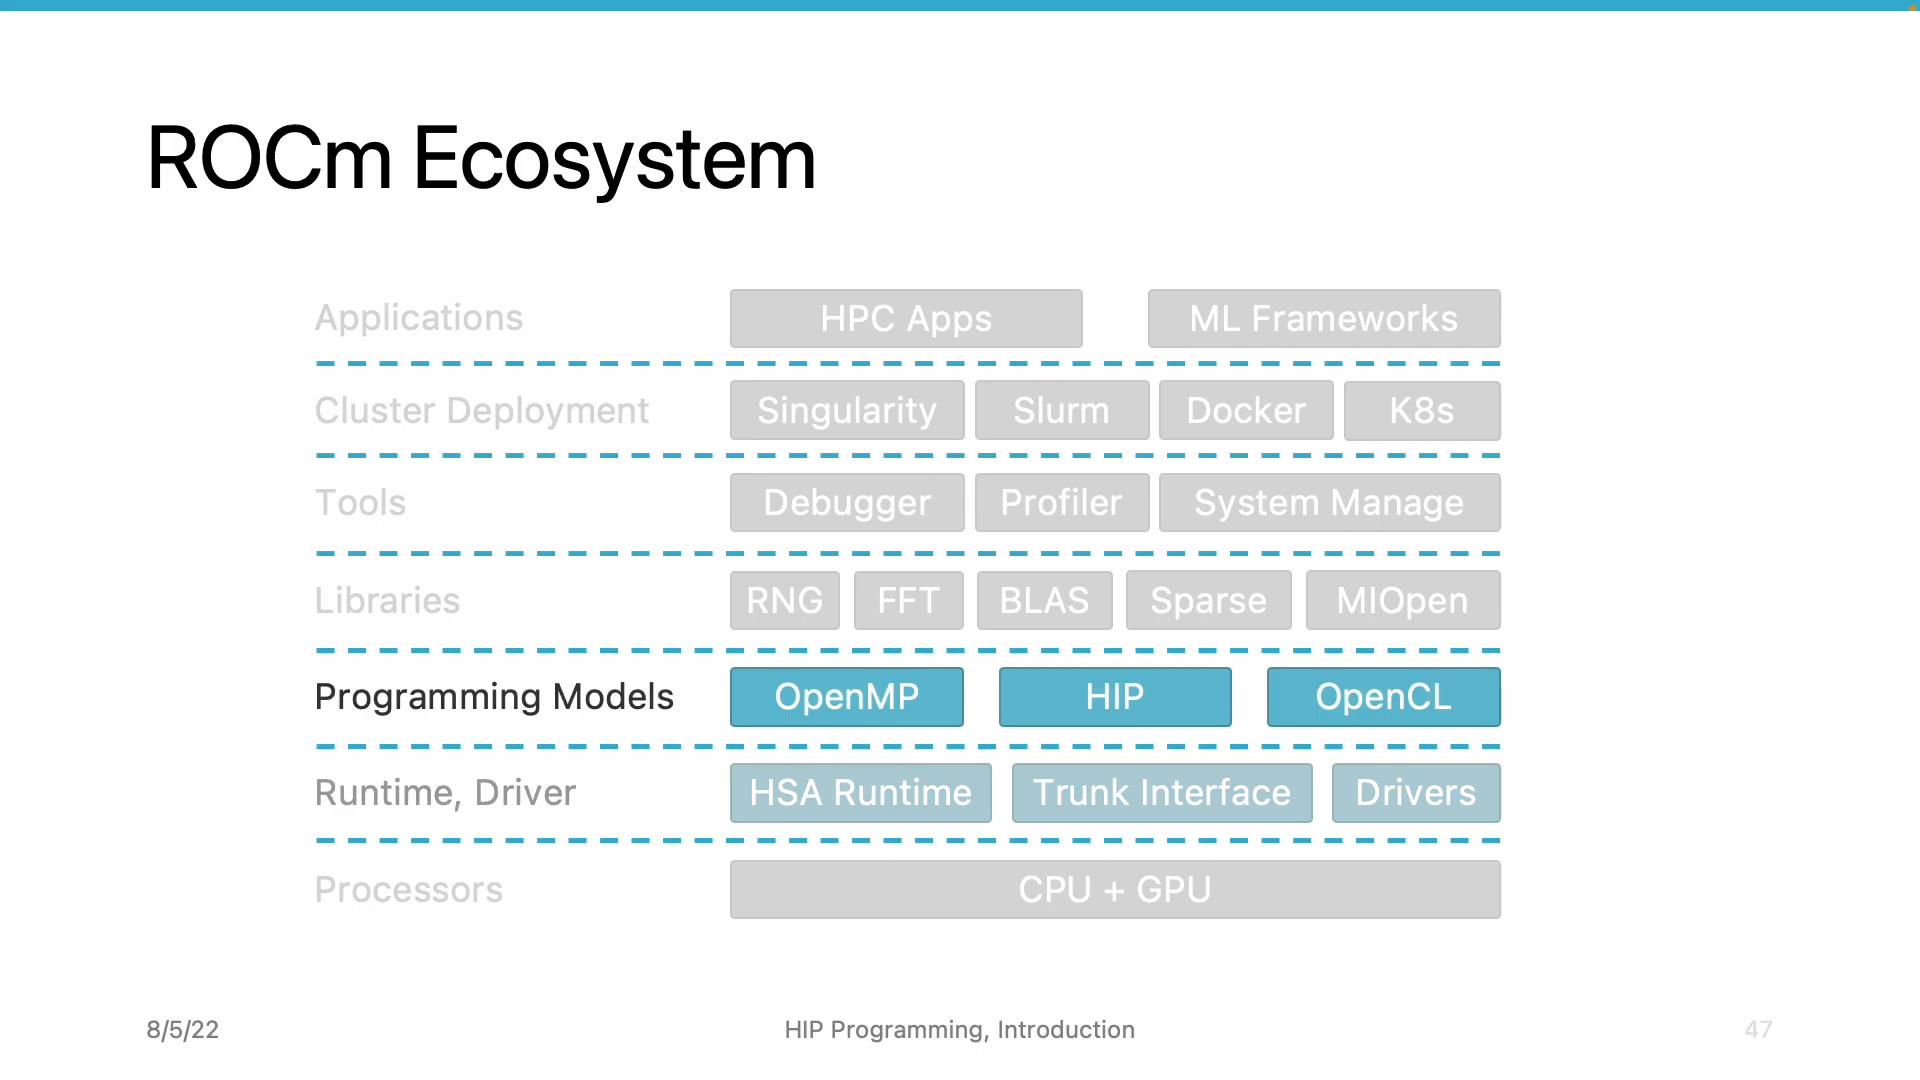 ROCm Ecosystem
Applications HPC Apps ML Frameworks
Cluster Deployment Singularity Slurm Docker K8s
Tools Debugger Profiler System Manage
Libraries RNG FFT BLAS Sparse MIOpen
Programming Models OpenMP HIP OpenCL
Runtime, Driver HSA Runtime Trunk Interface Drivers
Processors CPU + GPU
8/5/22 HIP Programming, Introduction 47